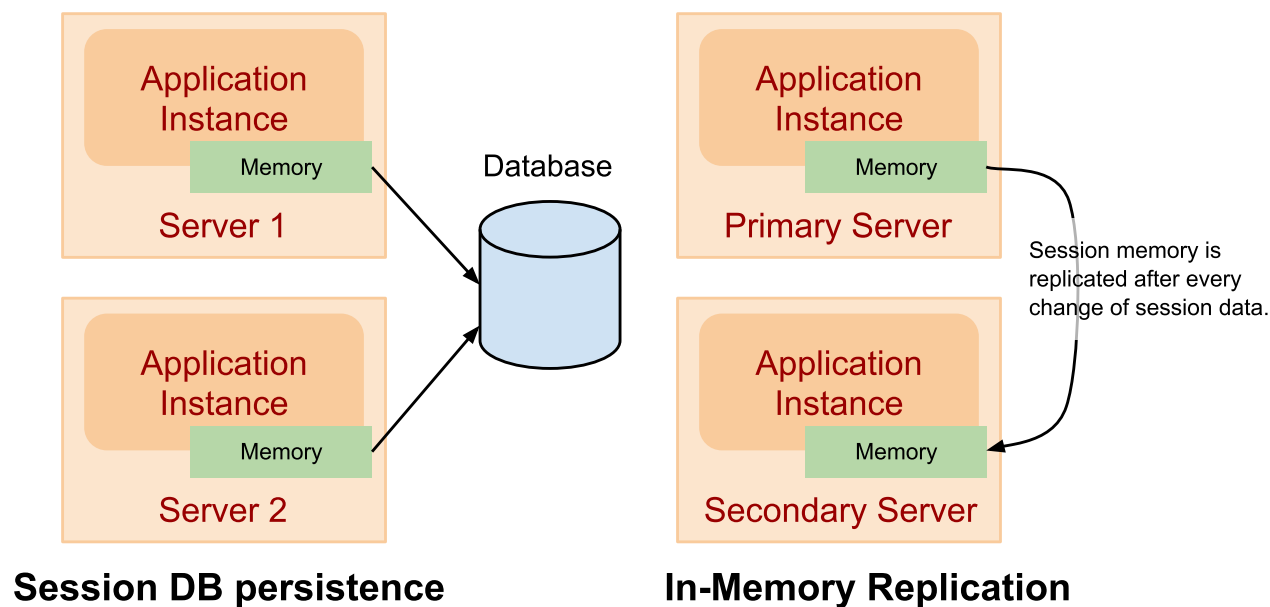 Application
Instance
Memory
Server 1
Application
Instance
Memory
Server 2
Database
Session DB persistence
Application
Instance
Memory
Primary Server
Session memory is
replicated after every
change of session data.
Application
Instance
Memory
Secondary Server
In-Memory Replication